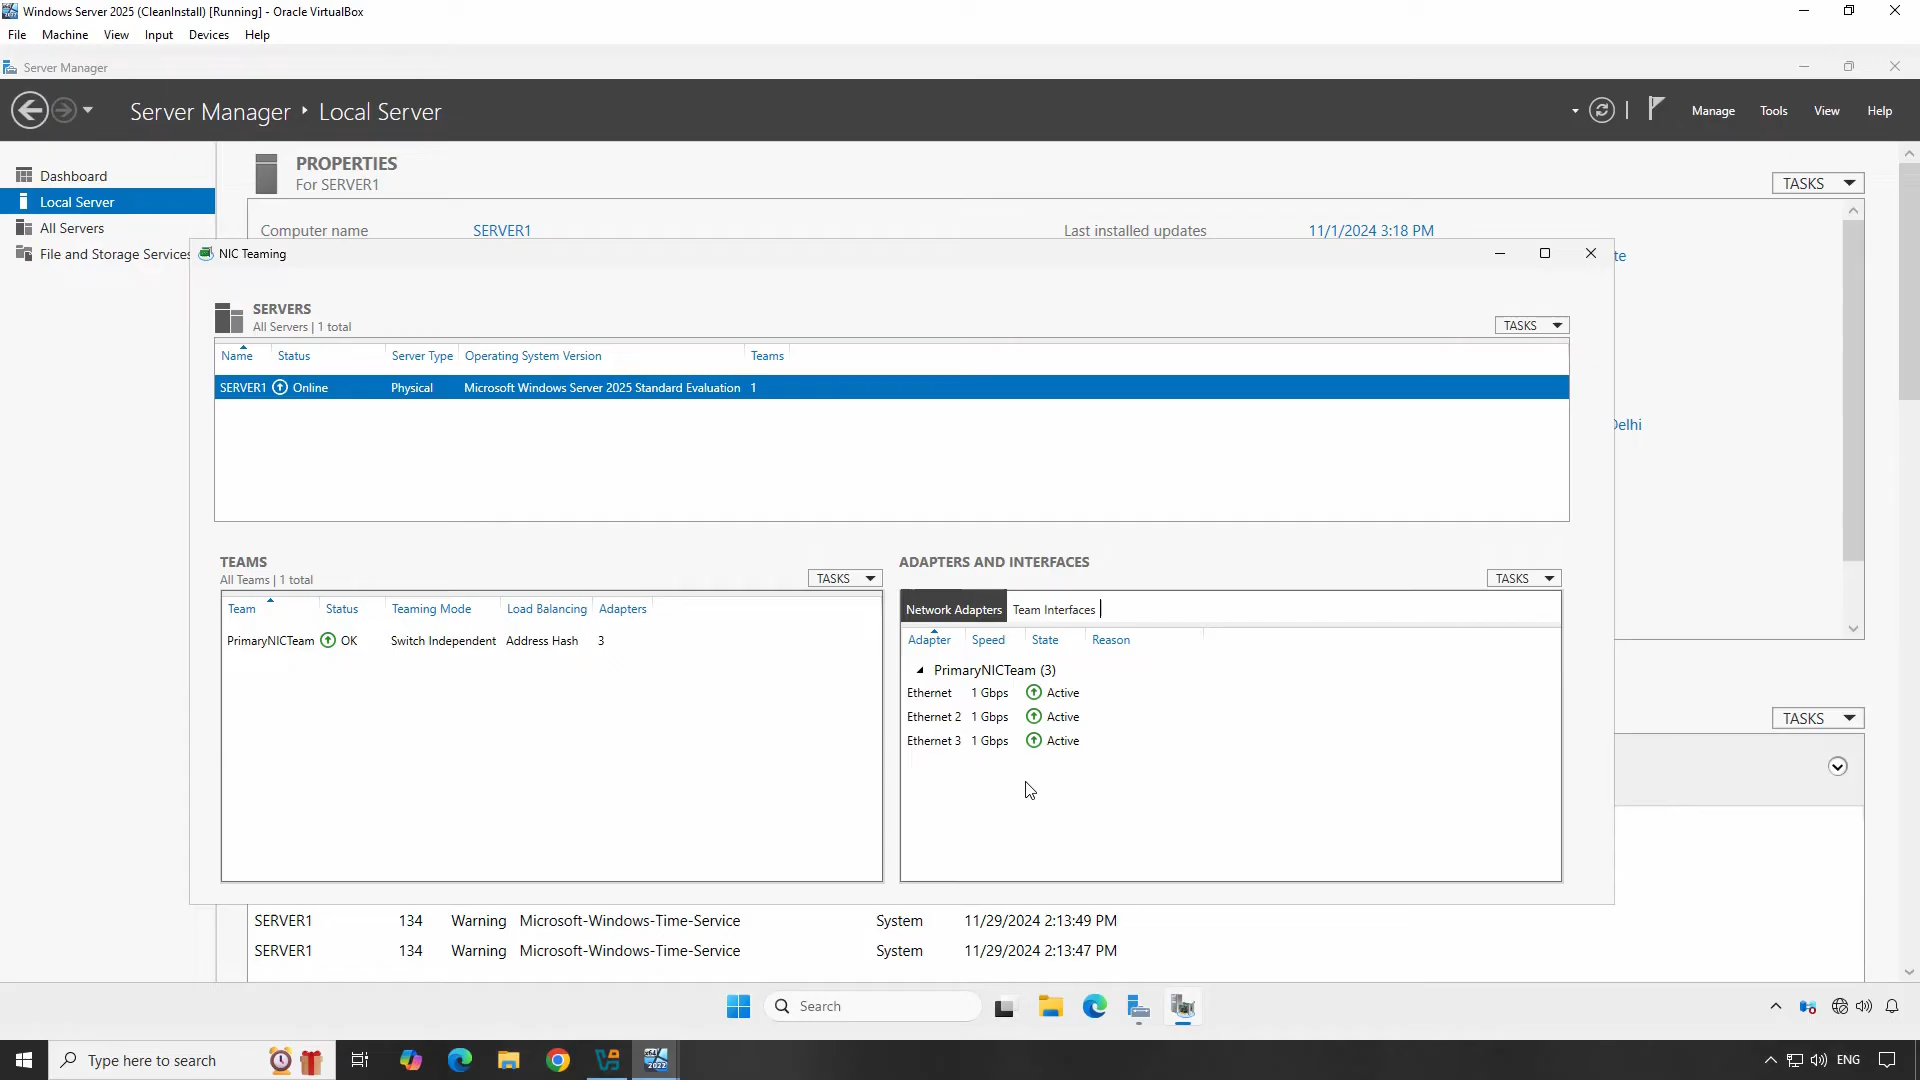 Windows Server 2025 (CleanInstall) [Running] - Oracle VirtualBox
File Machine View Input Devices Help
Server Manager
Server Manager Local Server
Manage Tools View Help
Dashboard
Local Server
All Servers
File and Storage Services
PROPERTIES
For SERVER1
TASKS
Computer name SERVER1 Last installed updates 11/1/2024 3:18 PM
te
Delhi
NIC Teaming
SERVERS
All Servers | 1 total
TASKS
Name Status Server Type Operating System Version Teams
SERVER1 Online Physical Microsoft Windows Server 2025 Standard Evaluation 1
TEAMS
All Teams | 1 total
TASKS
Team Status Teaming Mode Load Balancing Adapters
PrimaryNICTeam OK Switch Independent Address Hash 3
ADAPTERS AND INTERFACES
TASKS
Network Adapters Team Interfaces
Adapter Speed State Reason
PrimaryNICTeam (3)
Ethernet 1 Gbps Active
Ethernet 2 1 Gbps Active
Ethernet 3 1 Gbps Active
TASKS
SERVER1 134 Warning Microsoft-Windows-Time-Service System 11/29/2024 2:13:49 PM
SERVER1 134 Warning Microsoft-Windows-Time-Service System 11/29/2024 2:13:47 PM
Search
Type here to search
x64
2022
ENG